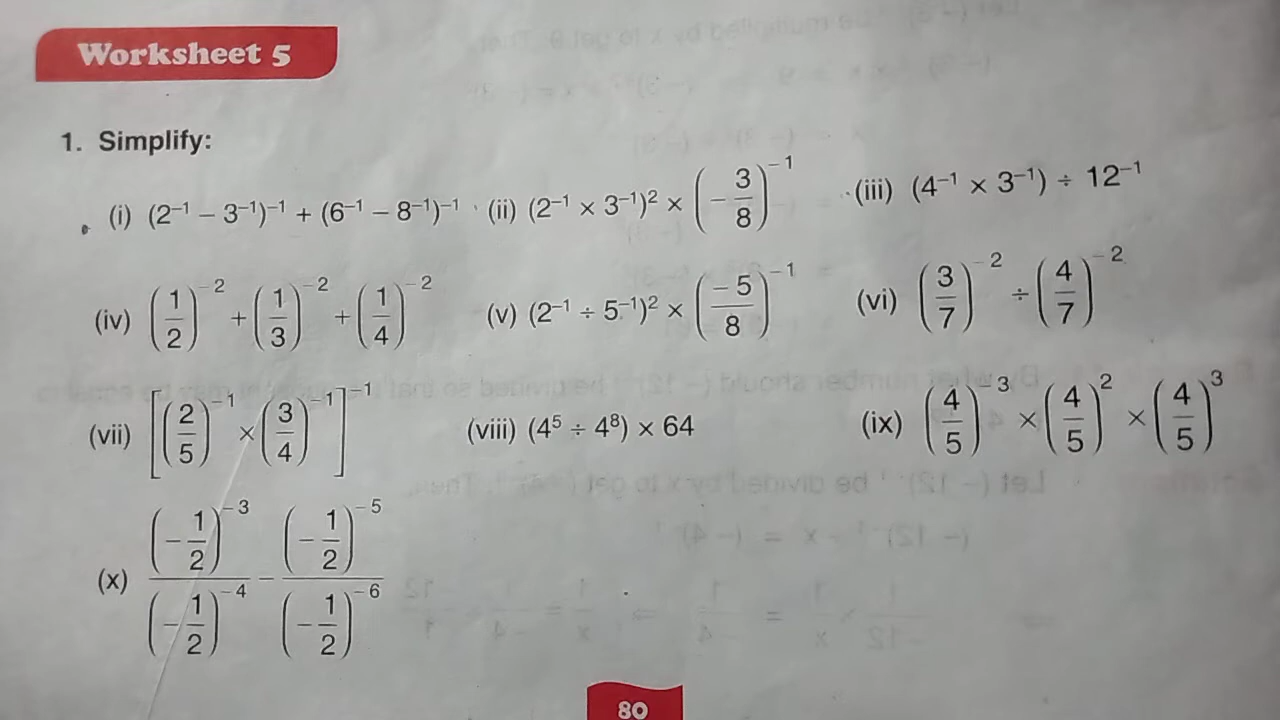 Worksheet 5
1. Simplify:
(i) (2⁻¹ – 3⁻¹)⁻¹ + (6⁻¹ – 8⁻¹)⁻¹ (ii) (2⁻¹ × 3⁻¹)² × (–3/8)⁻¹ (iii) (4⁻¹ × 3⁻¹) ÷ 12⁻¹
(iv) (1/2)⁻² + (1/3)⁻² + (1/4)⁻² (v) (2⁻¹ ÷ 5⁻¹)² × (–5/8)⁻¹ (vi) (3/7)⁻² ÷ (4/7)⁻²
(vii) [(2/5)⁻¹ × (3/4)⁻¹]⁻¹ (viii) (4⁵ ÷ 4⁸) × 64 (ix) (4/5)⁻³ × (4/5)² × (4/5)³
(x) (–1/2)⁻³/(–1/2)⁻⁴ – (–1/2)⁻⁵/(–1/2)⁻⁶
80